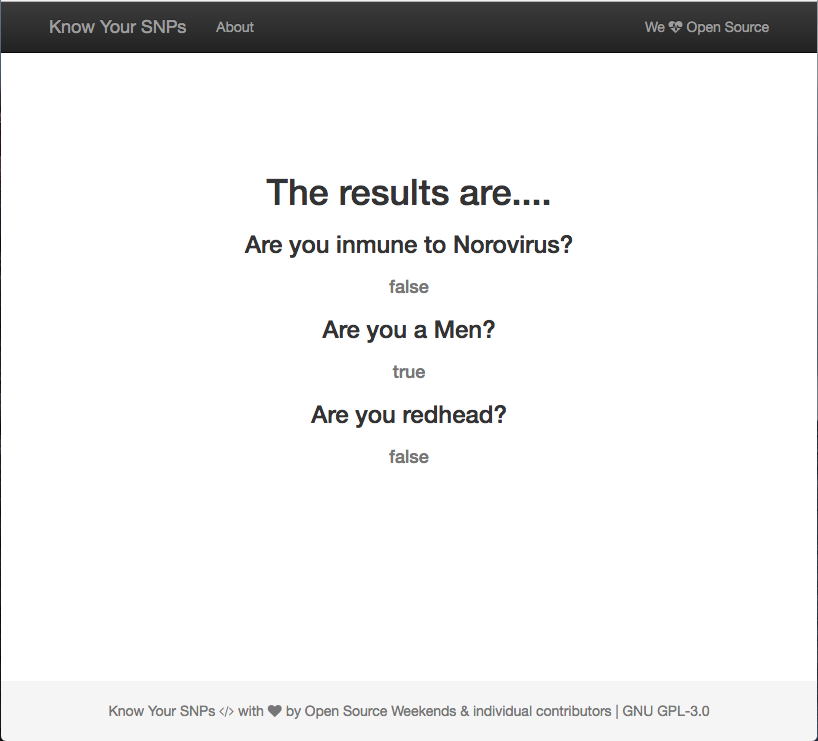 Know Your SNPs About We Open Source
The results are....
Are you inmune to Norovirus?
false
Are you a Men?
true
Are you redhead?
false
Know Your SNPs </> with by Open Source Weekends & individual contributors | GNU GPL-3.0